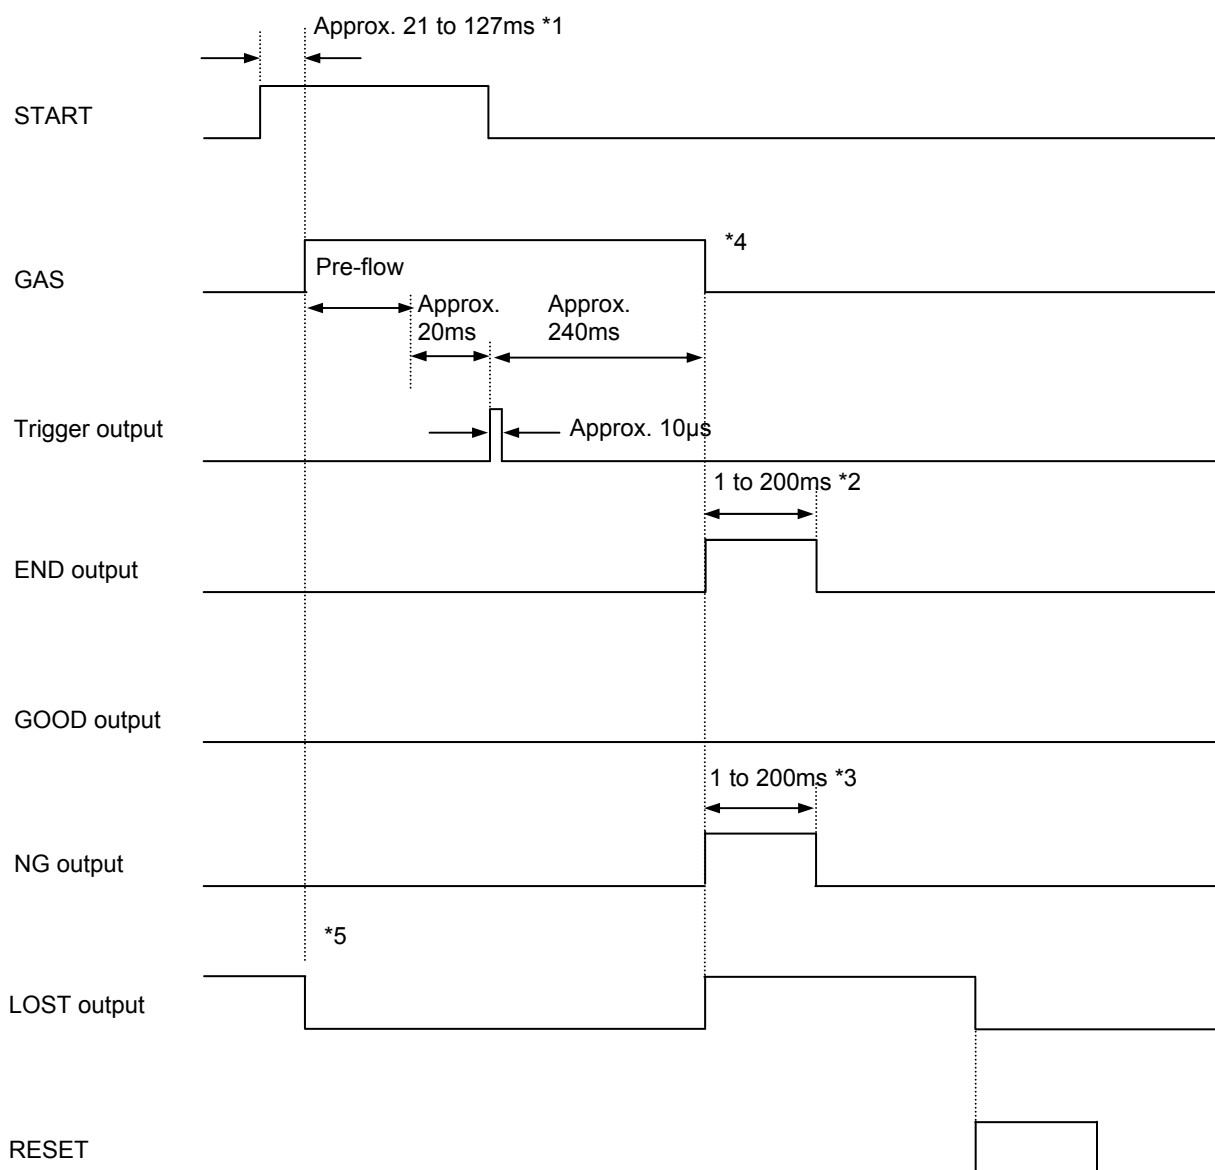 Approx. 21 to 127ms *1
START
*4
GAS
Pre-flow
Approx.
20ms
Approx.
240ms
Trigger output
Approx. 10µs
1 to 200ms *2
END output
GOOD output
1 to 200ms *3
NG output
*5
LOST output
RESET